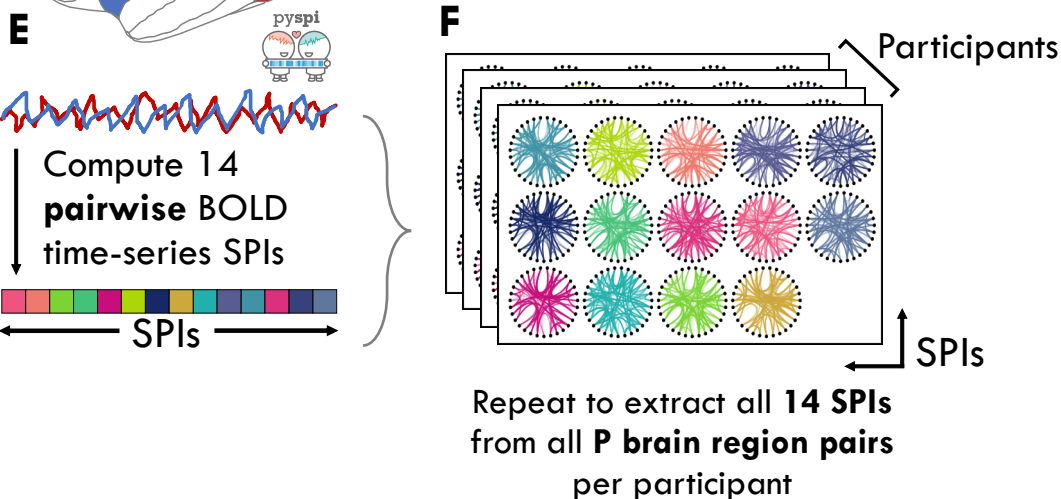 E
pyspi
Compute 14
pairwise BOLD
time-series SPIs
SPIs
F
Participants
SPIs
Repeat to extract all 14 SPIs
from all P brain region pairs
per participant